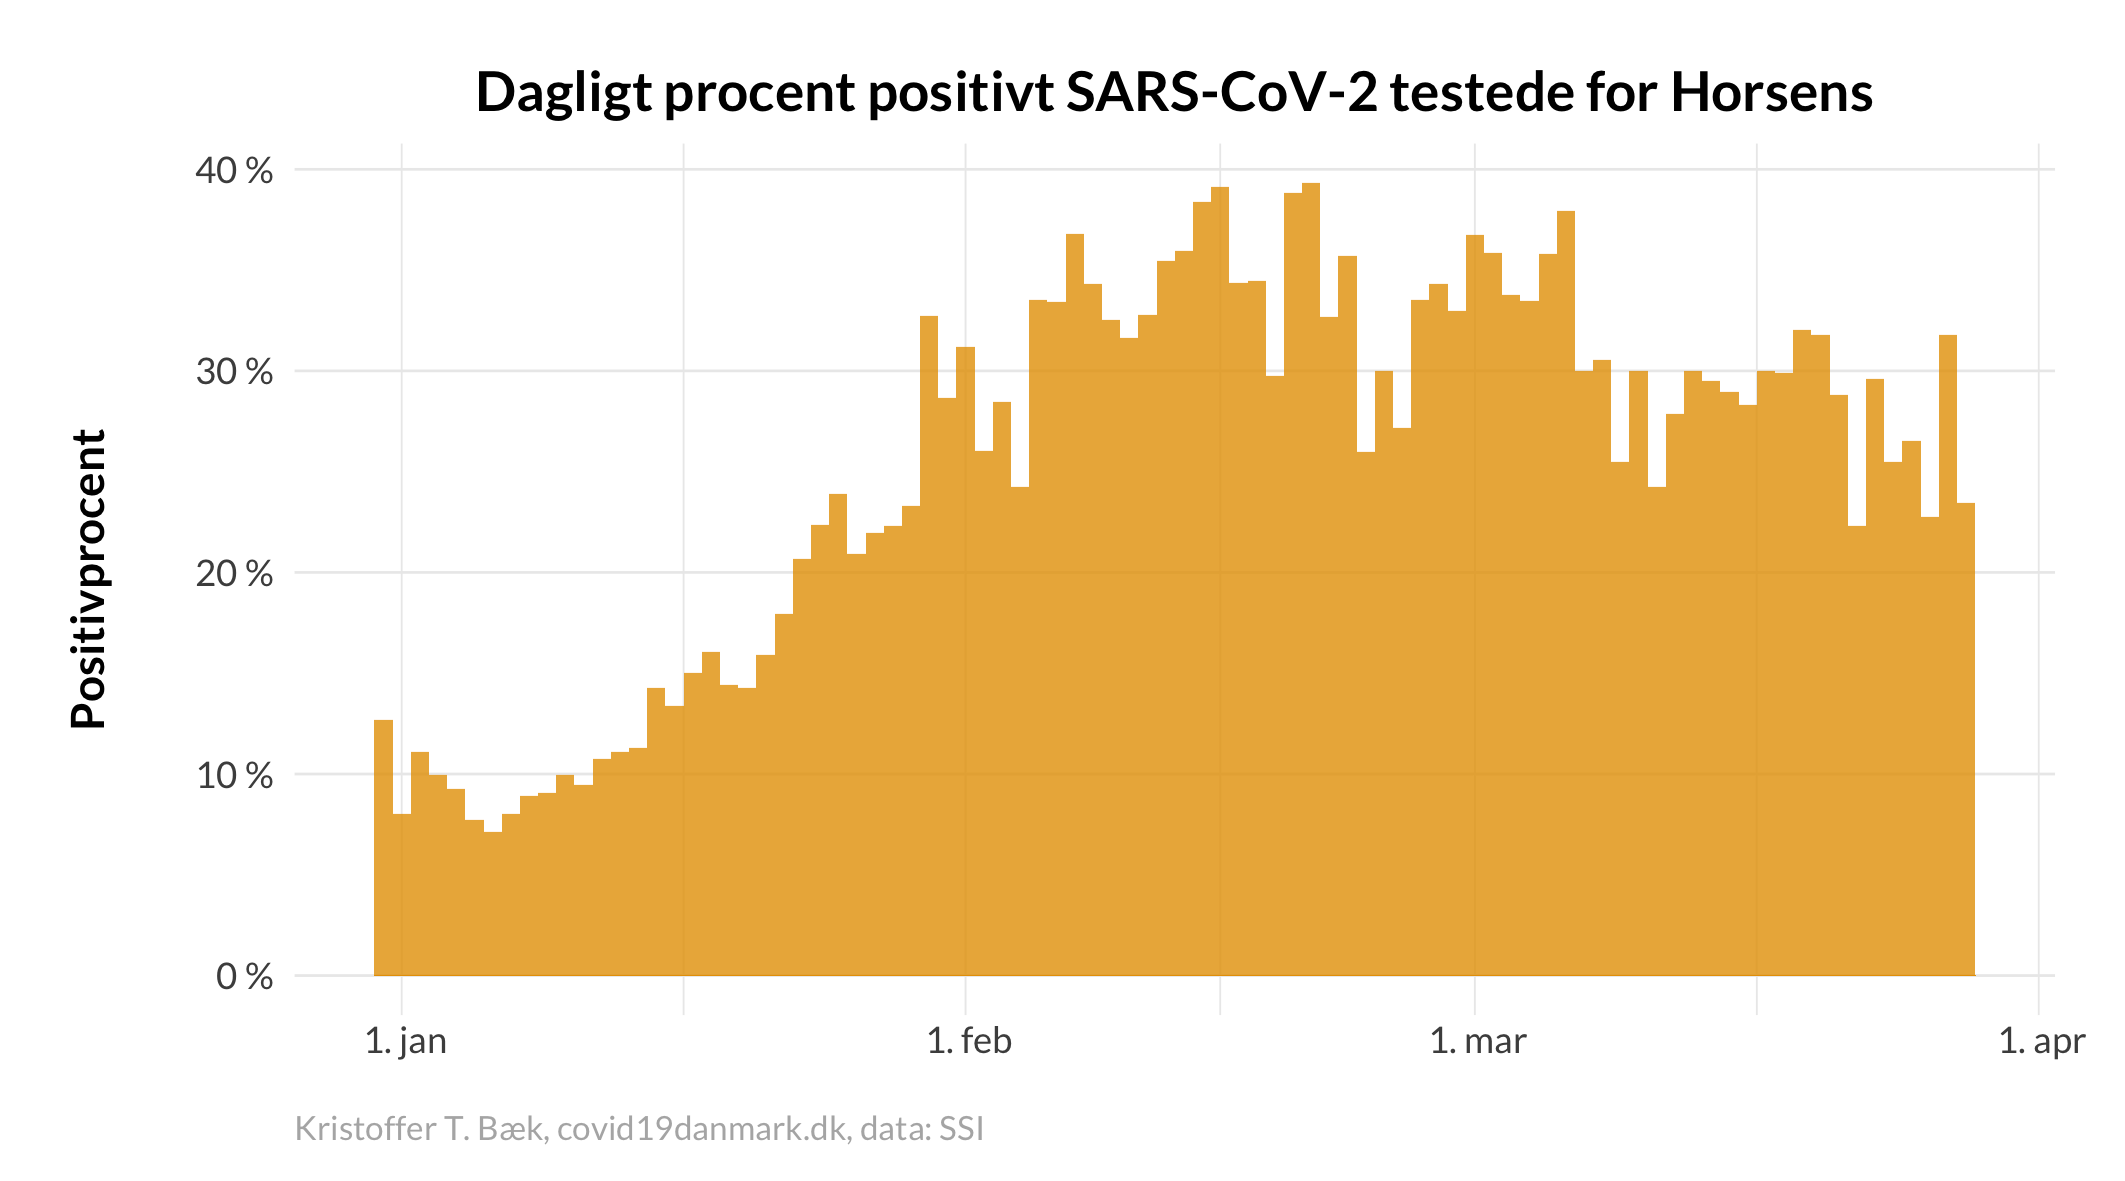 Dagligt procent positivt SARS-CoV-2 testede for Horsens
Positivprocent
40 %
30 %
20 %
10 %
0 %
1. jan
1. feb
1. mar
1. apr
Kristoffer T. Bæk, covid19danmark.dk, data: SSI